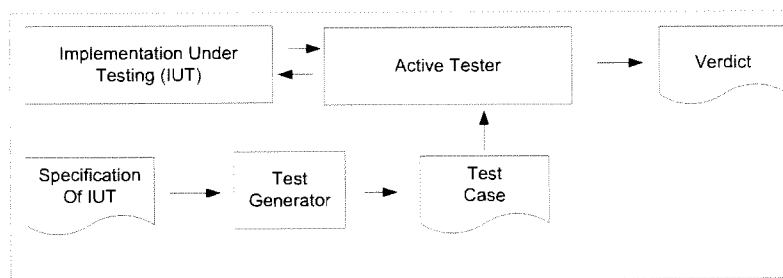 Implementation Under
Testing (IUT)
Active Tester
Verdict
Specification
Of IUT
Test
Generator
Test
Case